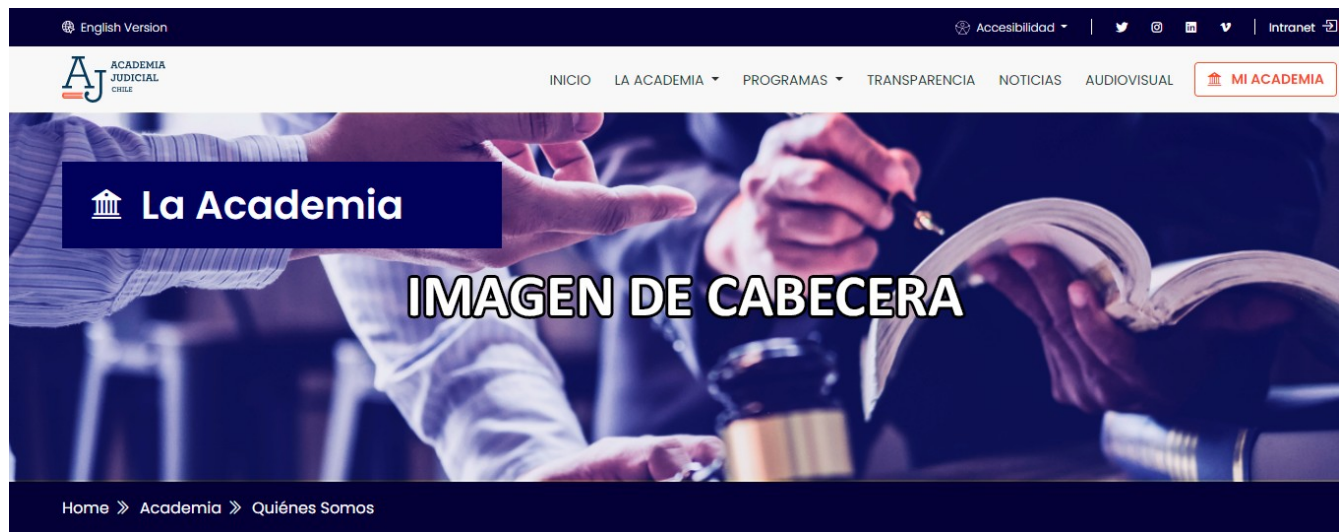 English Version
Accesibilidad
Intranet
AJ ACADEMIA
JUDICIAL
CHILE
INICIO LA ACADEMIA PROGRAMAS TRANSPARENCIA NOTICIAS AUDIOVISUAL MI ACADEMIA
La Academia
IMAGEN DE CABECERA
Home » Academia » Quiénes Somos